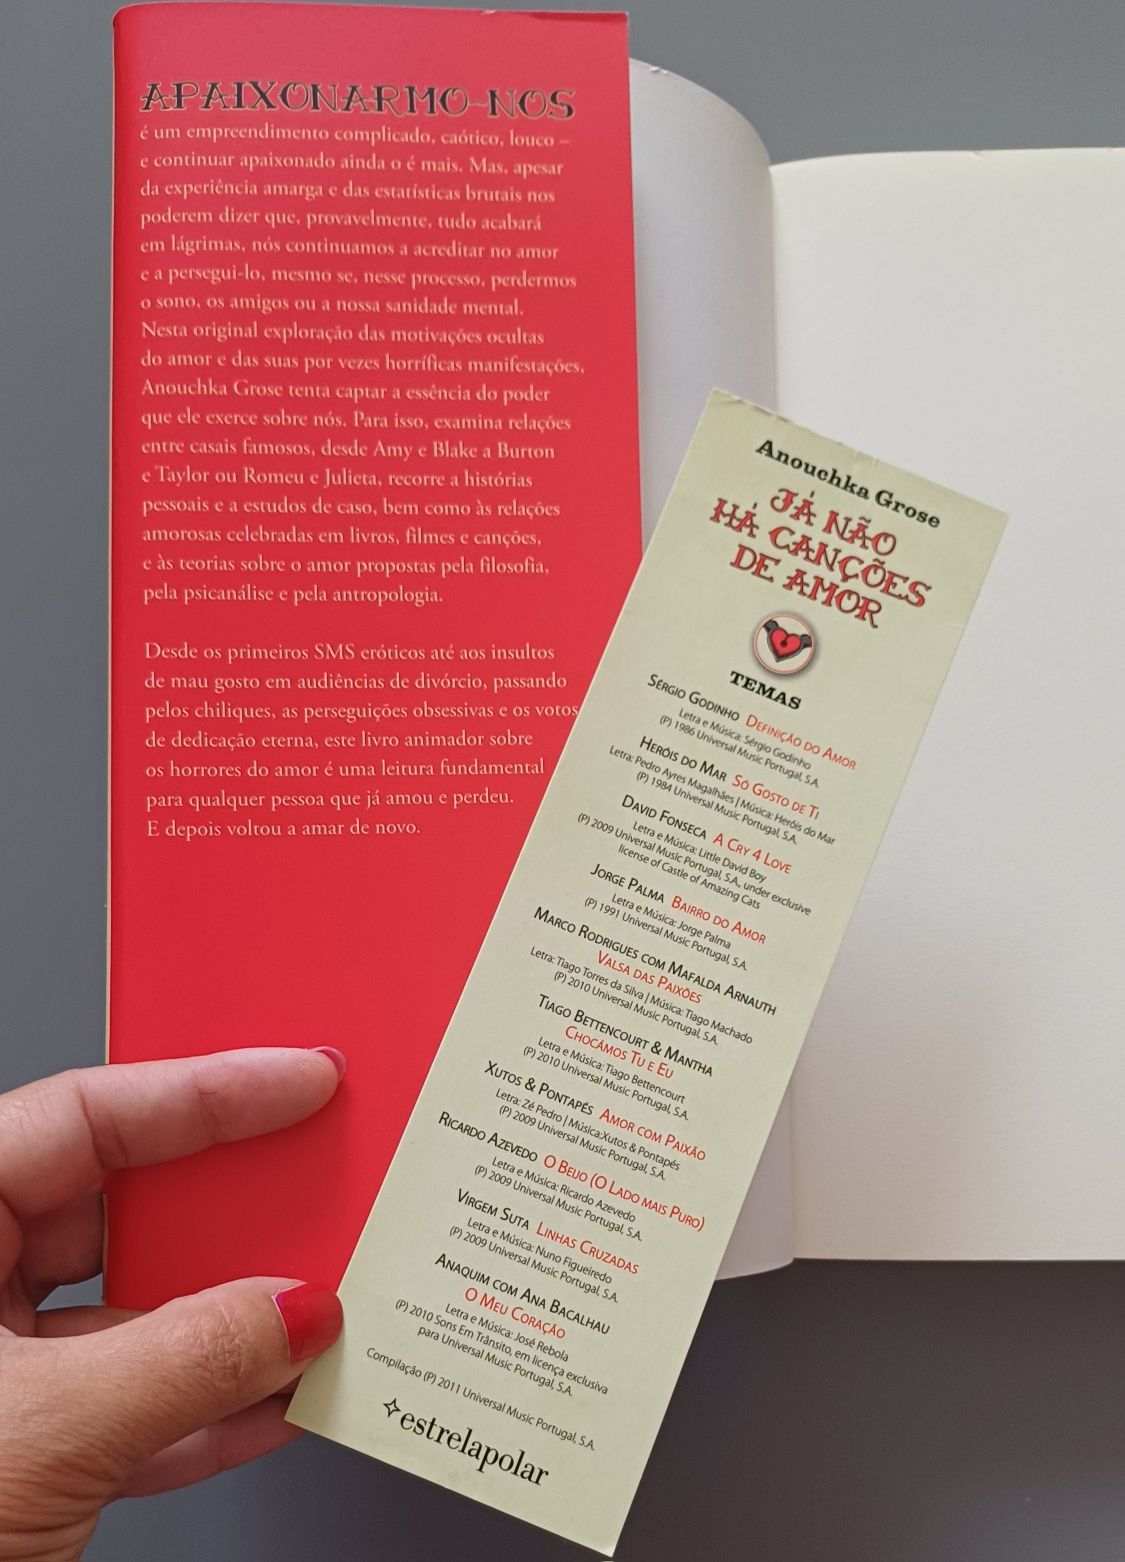 APAIXONARMO-NOS
é um empreendimento complicado, caótico, louco –
e continuar apaixonado ainda o é mais. Mas, apesar
da experiência amarga e das estatísticas brutais nos
poderem dizer que, provavelmente, tudo acabará
em lágrimas, nós continuamos a acreditar no amor
e a persegui-lo, mesmo se, nesse processo, perdermos
o sono, os amigos ou a nossa sanidade mental.
Nesta original exploração das motivações ocultas
do amor e das suas por vezes horríficas manifestações,
Anouchka Grose tenta captar a essência do poder
que ele exerce sobre nós. Para isso, examina relações
entre casais famosos, desde Amy e Blake a Burton
e Taylor ou Romeu e Julieta, recorre a histórias
pessoais e a estudos de caso, bem como às relações
amorosas celebradas em livros, filmes e canções,
e às teorias sobre o amor propostas pela filosofia,
pela psicanálise e pela antropologia.
Desde os primeiros SMS eróticos até aos insultos
de mau gosto em audiências de divórcio, passando
pelos chiliques, as perseguições obsessivas e os votos
de dedicação eterna, este livro animador sobre
os horrores do amor é uma leitura fundamental
para qualquer pessoa que já amou e perdeu.
E depois voltou a amar de novo.
Anouchka Grose
JÁ NÃO
HÁ CANÇÕES
DE AMOR
TEMAS
SÉRGIO GODINHO DEFINIÇÃO DO AMOR
Letra e Música: Sérgio Godinho
(P) 1986 Universal Music Portugal, S.A.
HERÓIS DO MAR SÓ GOSTO DE TI
Letra: Pedro Ayres Magalhães | Música: Heróis do Mar
(P) 1984 Universal Music Portugal, S.A.
DAVID FONSECA A CRY 4 LOVE
Letra e Música: Little David Boy
(P) 2009 Universal Music Portugal, S.A., under exclusive
license of Castle of Amazing Cats
JORGE PALMA BAIRRO DO AMOR
Letra e Música: Jorge Palma
(P) 1991 Universal Music Portugal, S.A.
MARCO RODRIGUES COM MAFALDA ARNAUTH
VALSA DAS PAIXÕES
Letra: Tiago Torres da Silva | Música: Tiago Machado
(P) 2010 Universal Music Portugal, S.A.
TIAGO BETTENCOURT & MANTHA
CHOCÁMOS TU E EU
Letra e Música: Tiago Bettencourt
(P) 2010 Universal Music Portugal, S.A.
XUTOS & PONTAPÉS AMOR COM PAIXÃO
Letra: Zé Pedro | Música:Xutos & Pontapés
(P) 2009 Universal Music Portugal, S.A.
RICARDO AZEVEDO O BEIJO (O LADO MAIS PURO)
Letra e Música: Ricardo Azevedo
(P) 2009 Universal Music Portugal, S.A.
VIRGEM SUTA LINHAS CRUZADAS
Letra e Música: Nuno Figueiredo
(P) 2009 Universal Music Portugal, S.A.
ANAQUIM COM ANA BACALHAU
O MEU CORAÇÃO
Letra e Música: José Rebola
(P) 2010 Sons Em Trânsito, em licença exclusiva
para Universal Music Portugal, S.A.
Compilação (P) 2011 Universal Music Portugal, S.A.
estrelapolar